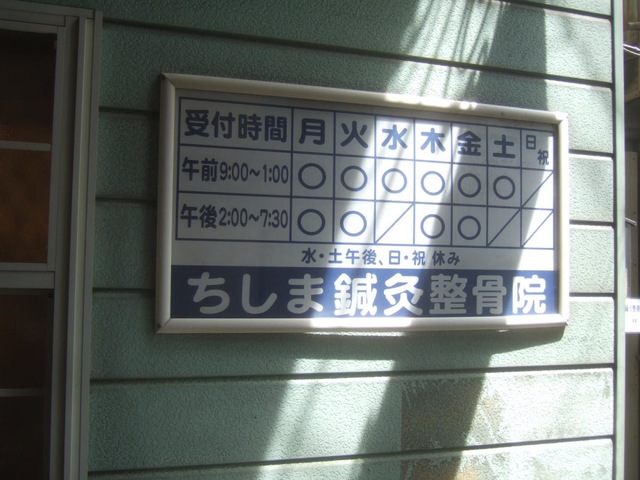 受付時間 月 火 水 木 金 土 日祝
午前9:00〜1:00 ○ ○ ○ ○ ○ ○ ／
午後2:00〜7:30 ○ ○ ／ ○ ○ ／ ／
水・土午後、日・祝 休み
ちしま鍼灸整骨院